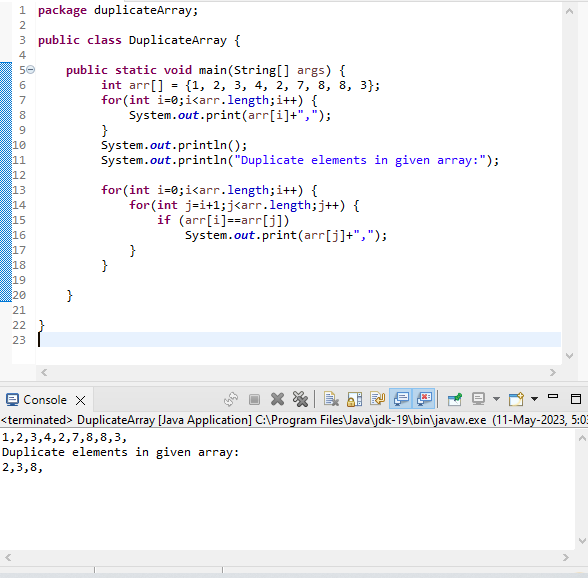 1 package duplicateArray;
2
3 public class DuplicateArray {
4
5 public static void main(String[] args) {
6 int arr[] = {1, 2, 3, 4, 2, 7, 8, 8, 3};
7 for(int i=0;i<arr.length;i++) {
8 System.out.print(arr[i]+",");
9 }
10 System.out.println();
11 System.out.println("Duplicate elements in given array:");
12
13 for(int i=0;i<arr.length;i++) {
14 for(int j=i+1;j<arr.length;j++) {
15 if (arr[i]==arr[j])
16 System.out.print(arr[j]+",");
17 }
18 }
19
20 }
21
22 }
23
Console
<terminated> DuplicateArray [Java Application] C:\Program Files\Java\jdk-19\bin\javaw.exe (11-May-2023, 5:03
1,2,3,4,2,7,8,8,3,
Duplicate elements in given array:
2,3,8,